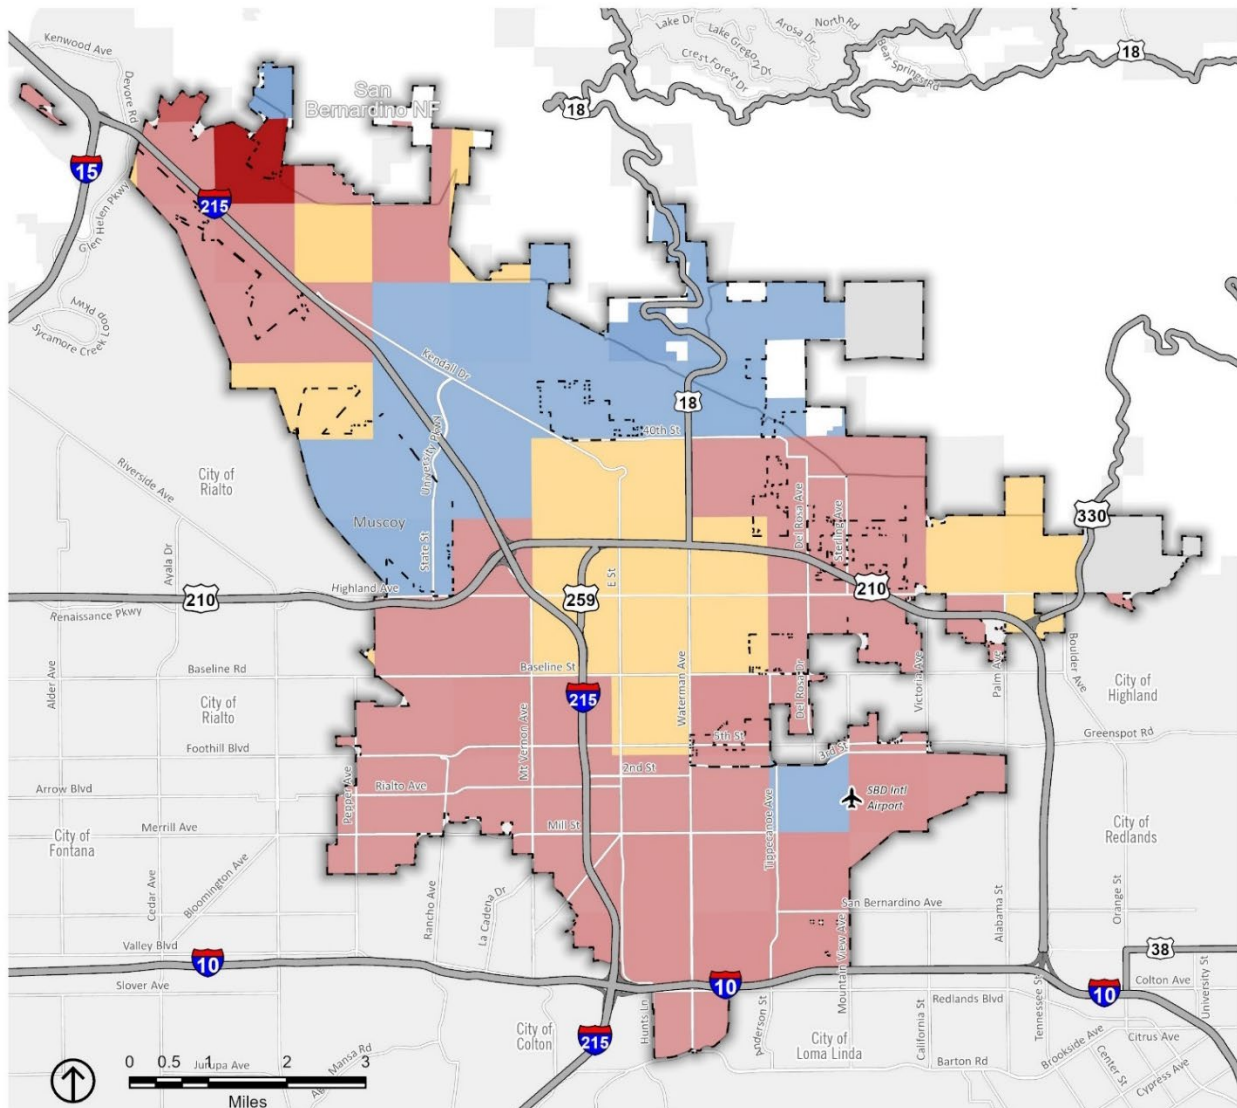 Kenwood Ave
Devore Rd
15
Glen Helen Pkwy
Sycamore Creek Loop Pkwy
215
San
Bernardino NF
Lake Dr
Lake Gregory Dr
Crest Forest Dr
Arosa Dr
North Rd
Bear Springs Rd
18
18
18
Kendall Dr
University Pkwy
40th St
City of
Rialto
Riverside Ave
Ayala Dr
Muscoy
State St
Highland Ave
210
Renaissance Pkwy
259
E St
Del Rosa Ave
Sterling Ave
210
330
Alder Ave
Baseline Rd
Baseline St
City of
Rialto
215
Waterman Ave
Del Rosa Dr
Victoria Ave
Palm Ave
Boulder Ave
City of
Highland
Foothill Blvd
Mt Vernon Ave
5th St
3rd St
Greenspot Rd
Pepper Ave
Rialto Ave
2nd St
SBD Intl
Airport
Arrow Blvd
City of
Fontana
Merrill Ave
Mill St
Tippecanoe Ave
City of
Redlands
Cedar Ave
Bloomington Ave
Rancho Ave
La Cadena Dr
San Bernardino Ave
Mountain View Ave
Alabama St
Orange St
Valley Blvd
10
38
Slover Ave
10
Redlands Blvd
10
Colton Ave
University St
City of
Colton
Hunts Ln
Anderson St
City of
Loma Linda
California St
Tennessee St
Brookside Ave
Citrus Ave
Center St
Cypress Ave
215
Barton Rd
Jurupa Ave
Mansa Rd
0 0.5 1 2 3
Miles